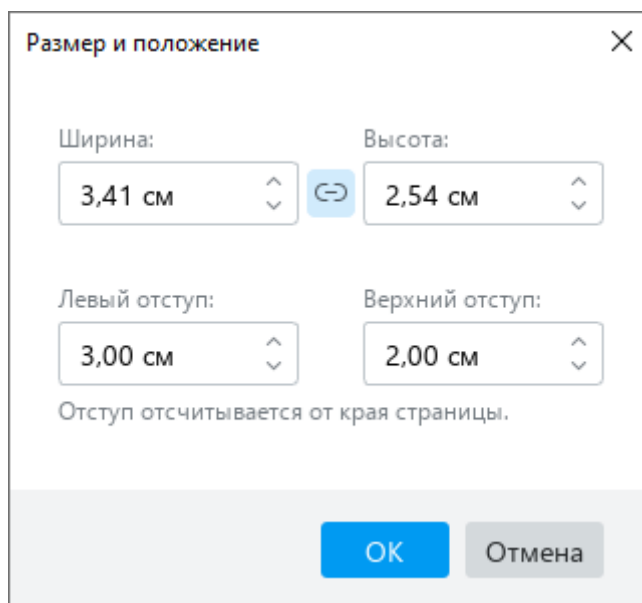 Размер и положение
Ширина: Высота:
3,41 см 2,54 см
Левый отступ: Верхний отступ:
3,00 см 2,00 см
Отступ отсчитывается от края страницы.
ОК Отмена